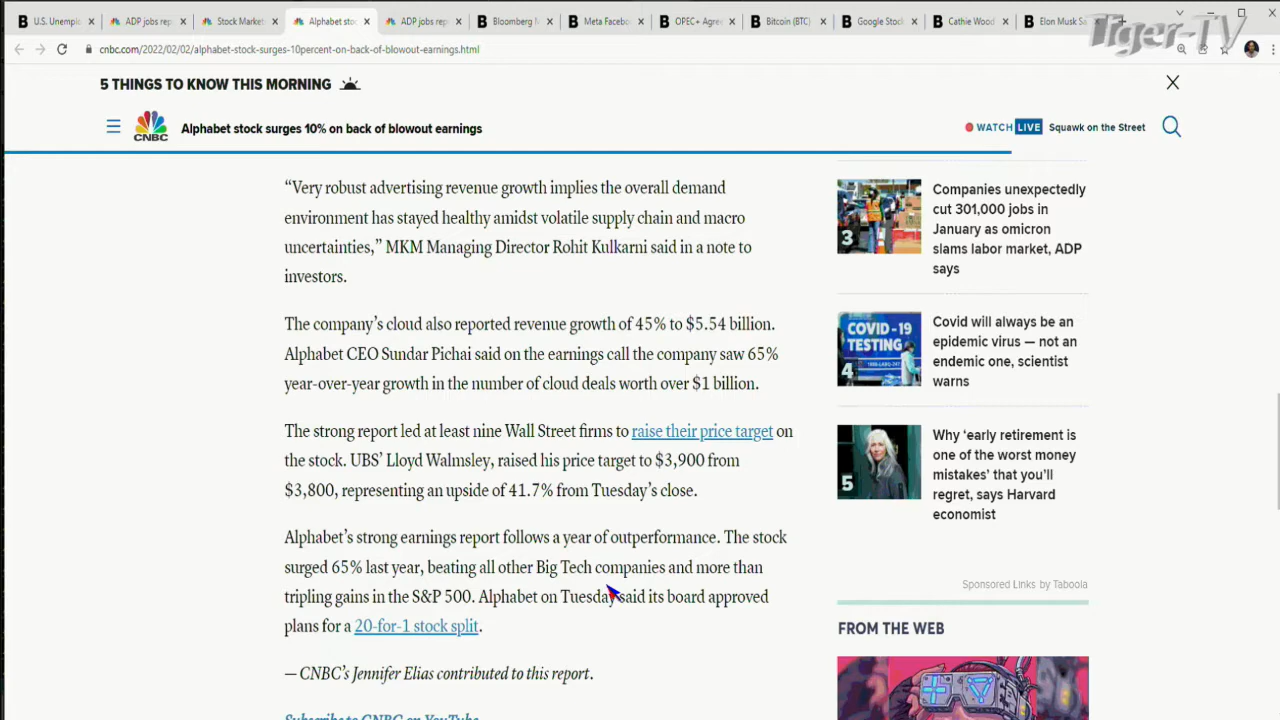 U.S. Unempl
ADP jobs rep
Stock Market
Alphabet stoc
ADP jobs rep
Bloomberg N
Meta Facebo
OPEC+ Agre
Bitcoin (BTC)
Google Stock
Cathie Wood
Elon Musk Sa
Tiger-TV
cnbc.com/2022/02/02/alphabet-stock-surges-10percent-on-back-of-blowout-earnings.html
5 THINGS TO KNOW THIS MORNING
CNBC
Alphabet stock surges 10% on back of blowout earnings
WATCH LIVE Squawk on the Street
“Very robust advertising revenue growth implies the overall demand
environment has stayed healthy amidst volatile supply chain and macro
uncertainties,” MKM Managing Director Rohit Kulkarni said in a note to
investors.
The company’s cloud also reported revenue growth of 45% to $5.54 billion.
Alphabet CEO Sundar Pichai said on the earnings call the company saw 65%
year-over-year growth in the number of cloud deals worth over $1 billion.
The strong report led at least nine Wall Street firms to raise their price target on
the stock. UBS’ Lloyd Walmsley, raised his price target to $3,900 from
$3,800, representing an upside of 41.7% from Tuesday’s close.
Alphabet’s strong earnings report follows a year of outperformance. The stock
surged 65% last year, beating all other Big Tech companies and more than
tripling gains in the S&P 500. Alphabet on Tuesday said its board approved
plans for a 20-for-1 stock split.
— CNBC’s Jennifer Elias contributed to this report.
Subscribe to CNBC on YouTube
3
Companies unexpectedly
cut 301,000 jobs in
January as omicron
slams labor market, ADP
says
COVID-19
TESTING
4
Covid will always be an
epidemic virus — not an
endemic one, scientist
warns
5
Why ‘early retirement is
one of the worst money
mistakes’ that you’ll
regret, says Harvard
economist
Sponsored Links by Taboola
FROM THE WEB